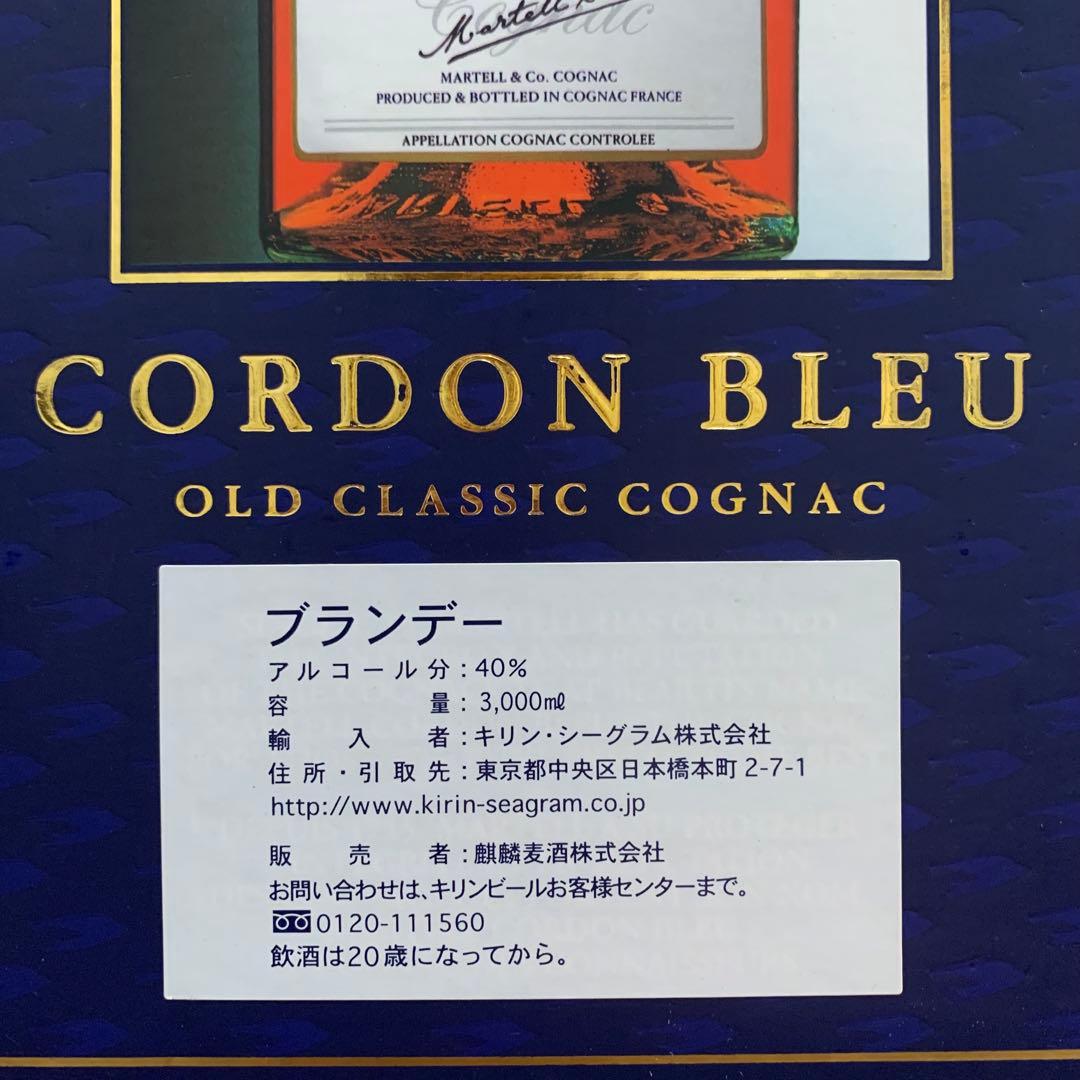 Cognac
Martell
MARTELL & Co. COGNAC
PRODUCED & BOTTLED IN COGNAC FRANCE
APPELLATION COGNAC CONTROLEE
CORDON BLEU
OLD CLASSIC COGNAC
ブランデー
アルコール分:40%
容量:3,000㎖
輸入者:キリン・シーグラム株式会社
住所・引取先:東京都中央区日本橋本町2-7-1
http://www.kirin-seagram.co.jp
販売者:麒麟麦酒株式会社
お問い合わせは、キリンビールお客様センターまで。
0120-111560
飲酒は20歳になってから。